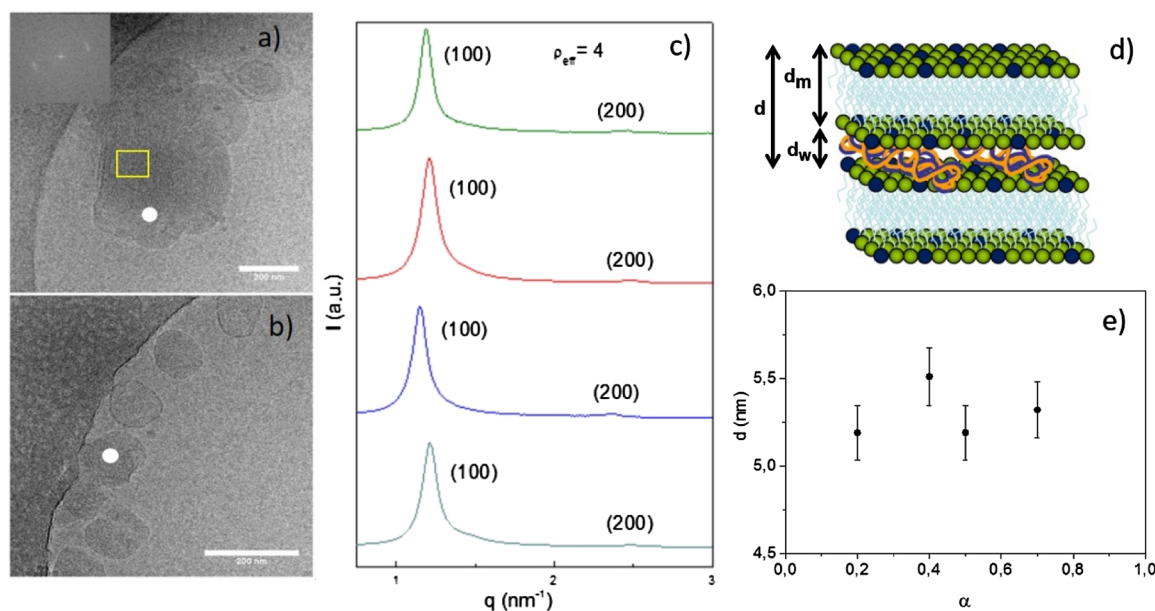 a)
200 nm
b)
200 nm
c)
ρeff = 4
(100)
(200)
(100)
(200)
(100)
(200)
(100)
(200)
I (a.u.)
1
2
3
q (nm⁻¹)
d)
d
dm
dw
e)
6,0
5,5
5,0
4,5
d (nm)
0,0
0,2
0,4
0,6
0,8
1,0
α